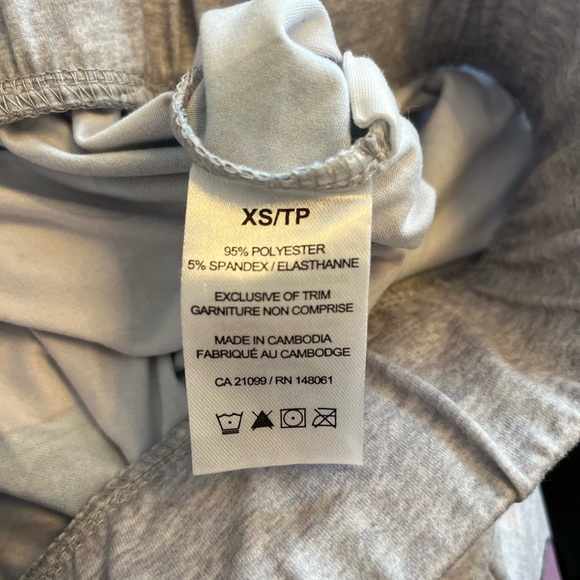 XS/TP
95% POLYESTER
5% SPANDEX / ELASTHANNE
EXCLUSIVE OF TRIM
GARNITURE NON COMPRISE
MADE IN CAMBODIA
FABRIQUÉ AU CAMBODGE
CA 21099 / RN 148061